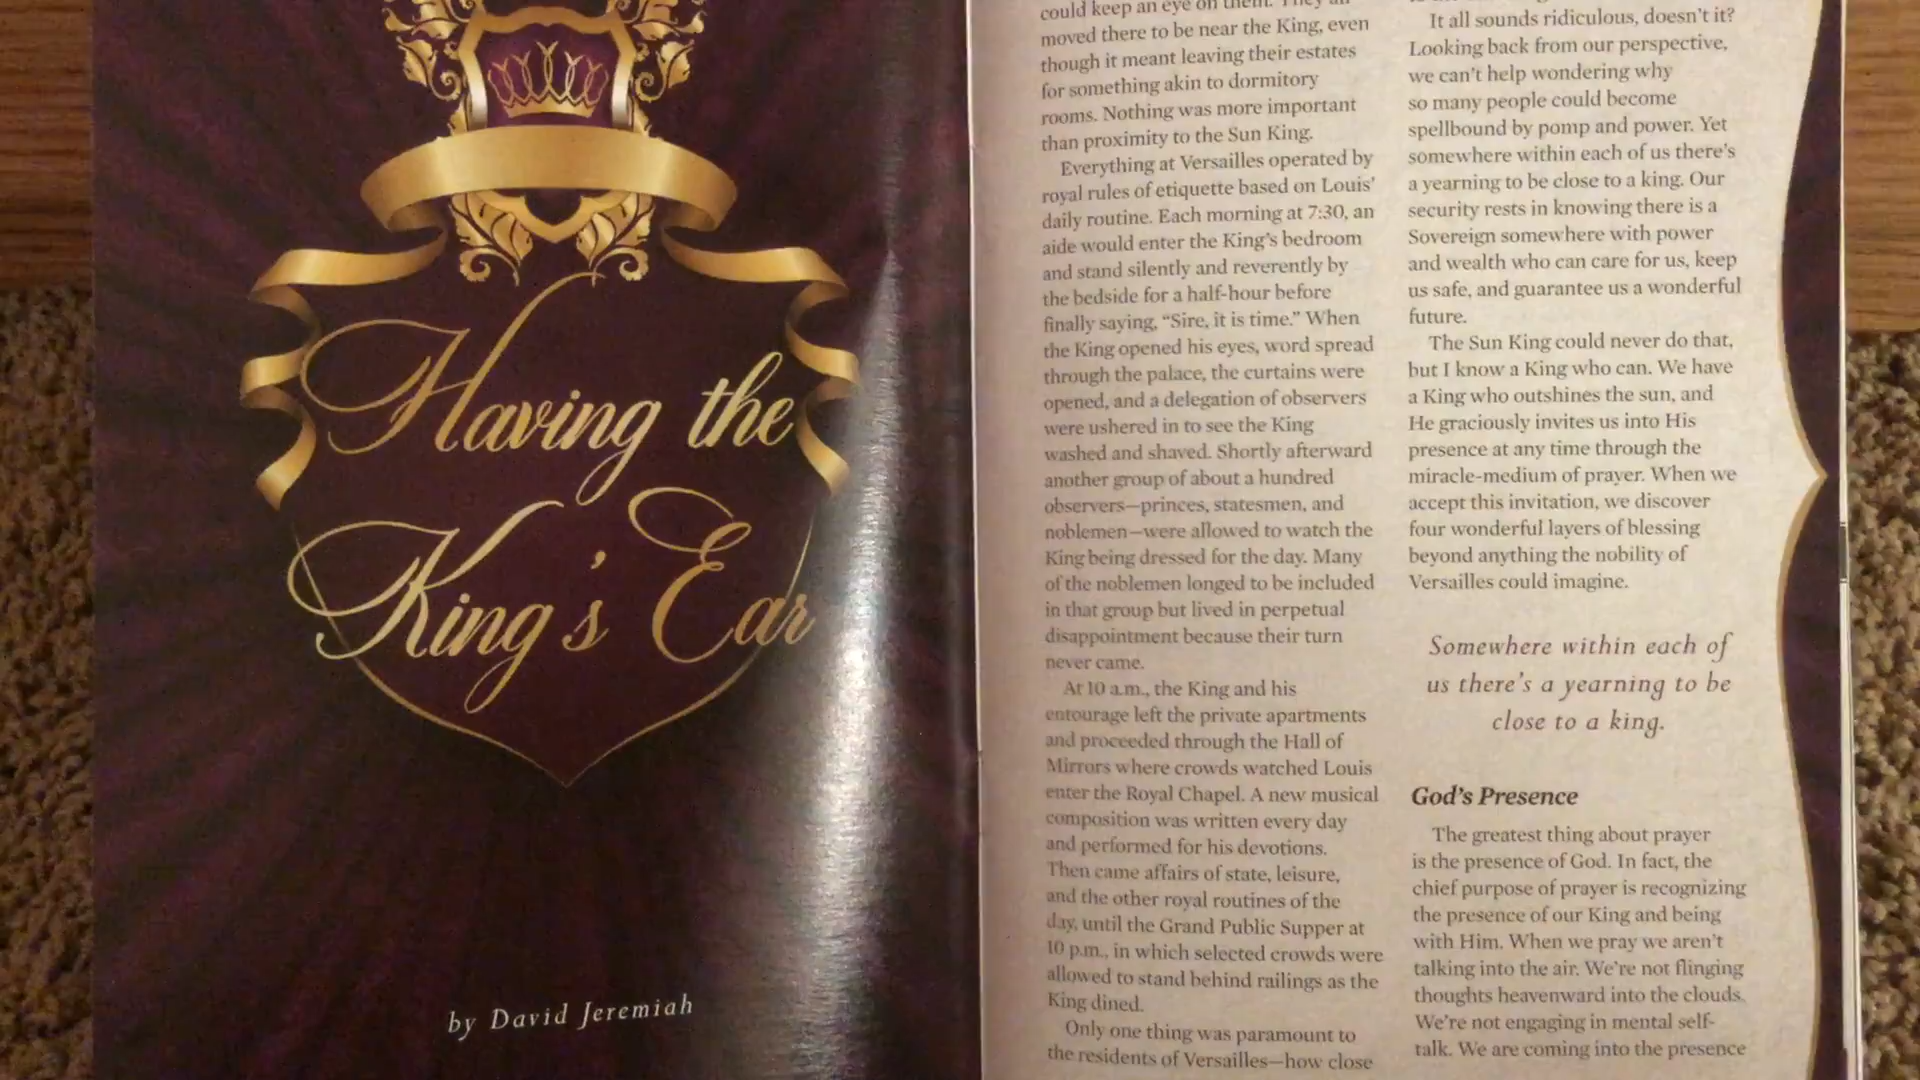 Having the
King's Ear
by David Jeremiah
could keep an eye on them. They all
moved there to be near the King, even
though it meant leaving their estates
for something akin to dormitory
rooms. Nothing was more important
than proximity to the Sun King.
Everything at Versailles operated by
royal rules of etiquette based on Louis'
daily routine. Each morning at 7:30, an
aide would enter the King's bedroom
and stand silently and reverently by
the bedside for a half-hour before
finally saying, “Sire, it is time.” When
the King opened his eyes, word spread
through the palace, the curtains were
opened, and a delegation of observers
were ushered in to see the King
washed and shaved. Shortly afterward
another group of about a hundred
observers—princes, statesmen, and
noblemen—were allowed to watch the
King being dressed for the day. Many
of the noblemen longed to be included
in that group but lived in perpetual
disappointment because their turn
never came.
At 10 a.m., the King and his
entourage left the private apartments
and proceeded through the Hall of
Mirrors where crowds watched Louis
enter the Royal Chapel. A new musical
composition was written every day
and performed for his devotions.
Then came affairs of state, leisure,
and the other royal routines of the
day, until the Grand Public Supper at
10 p.m., in which selected crowds were
allowed to stand behind railings as the
King dined.
Only one thing was paramount to
the residents of Versailles—how close
It all sounds ridiculous, doesn't it?
Looking back from our perspective,
we can't help wondering why
so many people could become
spellbound by pomp and power. Yet
somewhere within each of us there's
a yearning to be close to a king. Our
security rests in knowing there is a
Sovereign somewhere with power
and wealth who can care for us, keep
us safe, and guarantee us a wonderful
future.
The Sun King could never do that,
but I know a King who can. We have
a King who outshines the sun, and
He graciously invites us into His
presence at any time through the
miracle-medium of prayer. When we
accept this invitation, we discover
four wonderful layers of blessing
beyond anything the nobility of
Versailles could imagine.
Somewhere within each of
us there's a yearning to be
close to a king.
God's Presence
The greatest thing about prayer
is the presence of God. In fact, the
chief purpose of prayer is recognizing
the presence of our King and being
with Him. When we pray we aren't
talking into the air. We're not flinging
thoughts heavenward into the clouds.
We're not engaging in mental self-
talk. We are coming into the presence